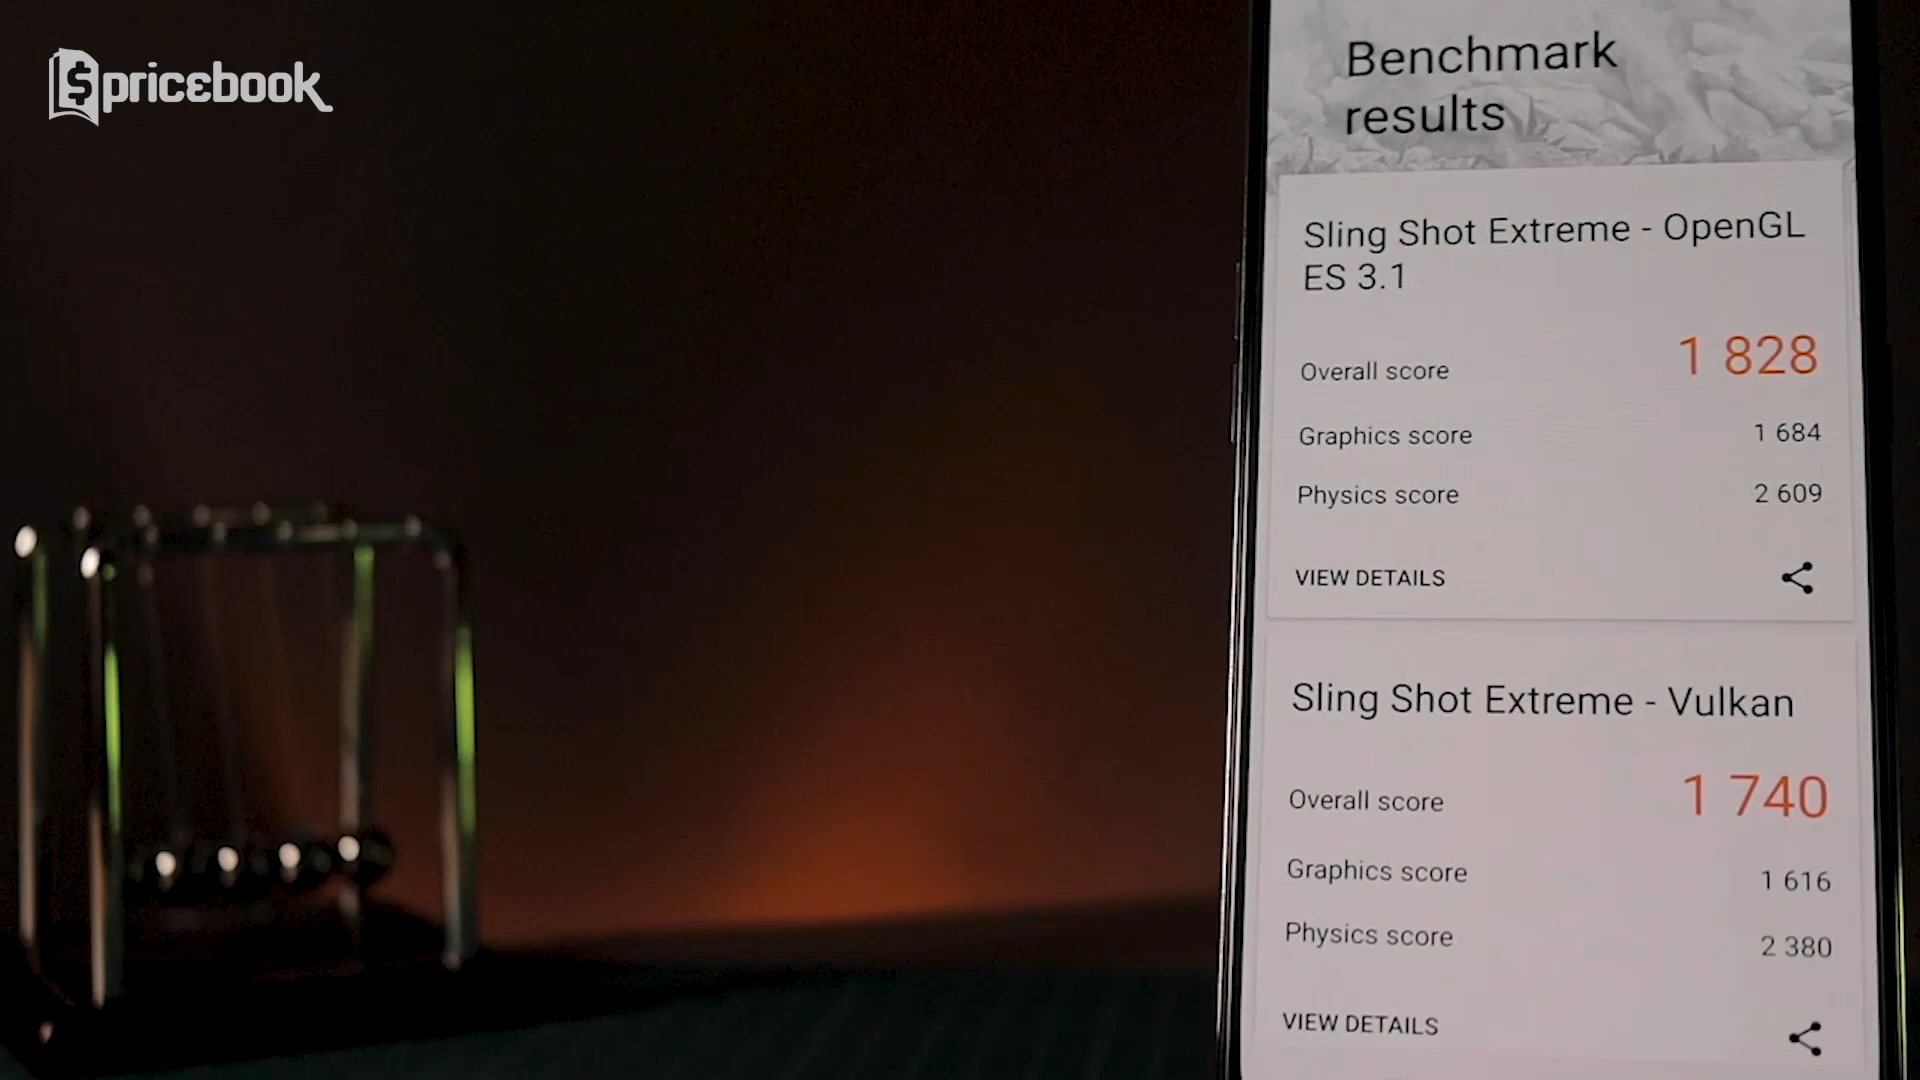 pricebook
Benchmark
results
Sling Shot Extreme - OpenGL
ES 3.1
Overall score 1 828
Graphics score 1 684
Physics score 2 609
VIEW DETAILS
Sling Shot Extreme - Vulkan
Overall score 1 740
Graphics score 1 616
Physics score 2 380
VIEW DETAILS